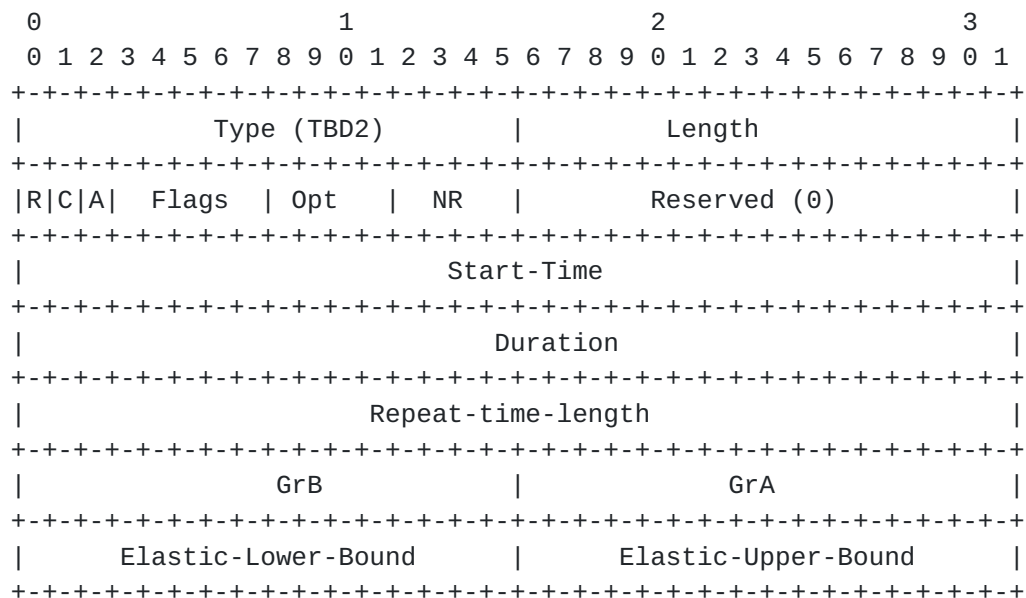 0                   1                   2                   3
 0 1 2 3 4 5 6 7 8 9 0 1 2 3 4 5 6 7 8 9 0 1 2 3 4 5 6 7 8 9 0 1
+-+-+-+-+-+-+-+-+-+-+-+-+-+-+-+-+-+-+-+-+-+-+-+-+-+-+-+-+-+-+-+-+
|            Type (TBD2)        |         Length                |
+-+-+-+-+-+-+-+-+-+-+-+-+-+-+-+-+-+-+-+-+-+-+-+-+-+-+-+-+-+-+-+-+
|R|C|A|  Flags  | Opt   |  NR   |        Reserved (0)           |
+-+-+-+-+-+-+-+-+-+-+-+-+-+-+-+-+-+-+-+-+-+-+-+-+-+-+-+-+-+-+-+-+
|                           Start-Time                          |
+-+-+-+-+-+-+-+-+-+-+-+-+-+-+-+-+-+-+-+-+-+-+-+-+-+-+-+-+-+-+-+-+
|                              Duration                         |
+-+-+-+-+-+-+-+-+-+-+-+-+-+-+-+-+-+-+-+-+-+-+-+-+-+-+-+-+-+-+-+-+
|                      Repeat-time-length                       |
+-+-+-+-+-+-+-+-+-+-+-+-+-+-+-+-+-+-+-+-+-+-+-+-+-+-+-+-+-+-+-+-+
|                GrB            |             GrA               |
+-+-+-+-+-+-+-+-+-+-+-+-+-+-+-+-+-+-+-+-+-+-+-+-+-+-+-+-+-+-+-+-+
|      Elastic-Lower-Bound      |      Elastic-Upper-Bound      |
+-+-+-+-+-+-+-+-+-+-+-+-+-+-+-+-+-+-+-+-+-+-+-+-+-+-+-+-+-+-+-+-+